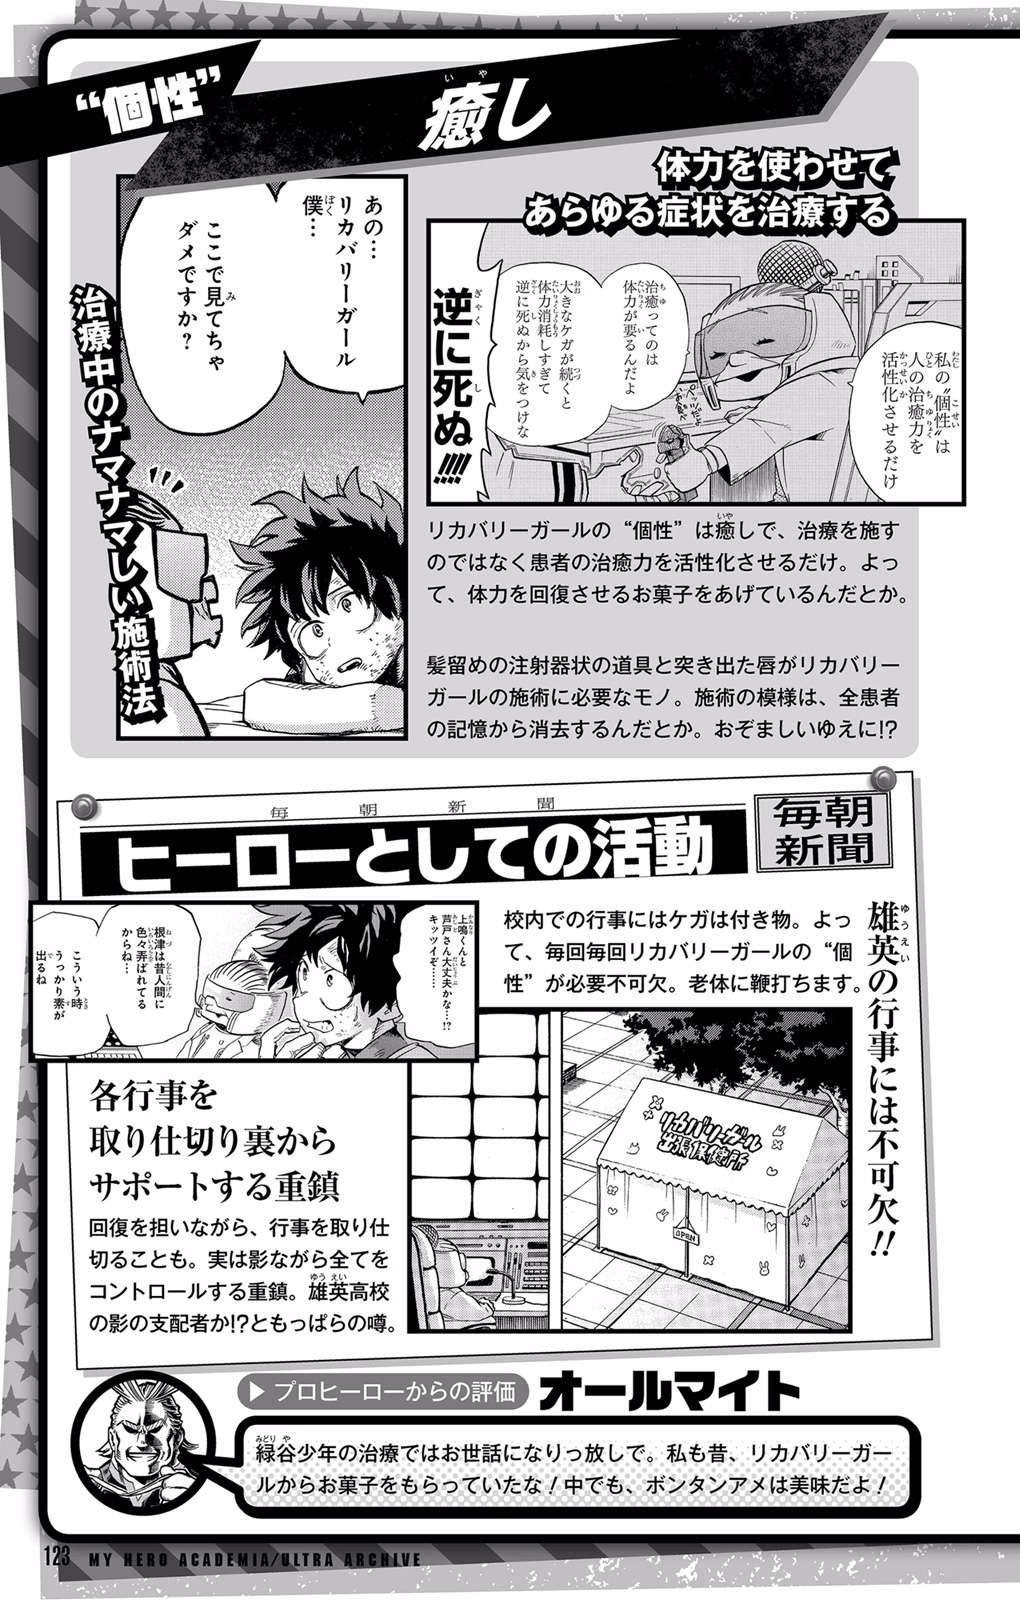 “個性”
癒し
いや
体力を使わせて
あらゆる症状を治療する
私の〝個性〟は
人の治癒力を
活性化させるだけ
治癒ってのは
体力が要るんだよ
大きなケガが続くと
体力消耗しすぎて
逆に死ぬから気をつけな
逆に死ぬ!!!!
ペッツだよ
お食べ
あの…
リカバリーガール
僕…
ここで見てちゃ
ダメですか?
治療中のナマナマしい施術法
リカバリーガールの“個性”は癒しで、治療を施す
のではなく患者の治癒力を活性化させるだけ。よっ
て、体力を回復させるお菓子をあげているんだとか。
髪留めの注射器状の道具と突き出た唇がリカバリー
ガールの施術に必要なモノ。施術の模様は、全患者
の記憶から消去するんだとか。おぞましいゆえに!?
毎朝新聞
ヒーローとしての活動
毎朝
新聞
雄英の行事には不可欠!!
校内での行事にはケガは付き物。よっ
て、毎回毎回リカバリーガールの“個
性”が必要不可欠。老体に鞭打ちます。
上鳴くんと
芦戸さん大丈夫かな…!?
キッツイぞ……
根津は昔人間に
色々弄ばれてる
からね…
こういう時
うっかり素が
出るね
リカバリーガール
出張保健所
OPEN
各行事を
取り仕切り裏から
サポートする重鎮
回復を担いながら、行事を取り仕
切ることも。実は影ながら全てを
コントロールする重鎮。雄英高校
の影の支配者か!?ともっぱらの噂。
▶プロヒーローからの評価
オールマイト
緑谷少年の治療ではお世話になりっ放しで。私も昔、リカバリーガー
ルからお菓子をもらっていたな!中でも、ボンタンアメは美味だよ!
123 MY HERO ACADEMIA/ULTRA ARCHIVE